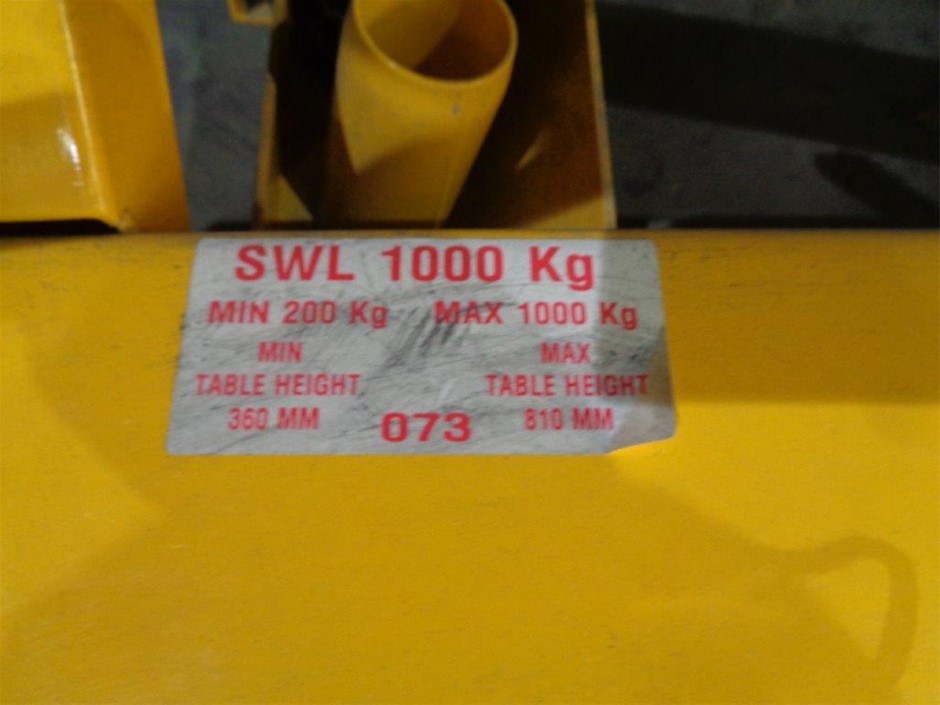 SWL 1000 Kg
MIN 200 Kg MAX 1000 Kg
MIN MAX
TABLE HEIGHT TABLE HEIGHT
360 MM 073 810 MM